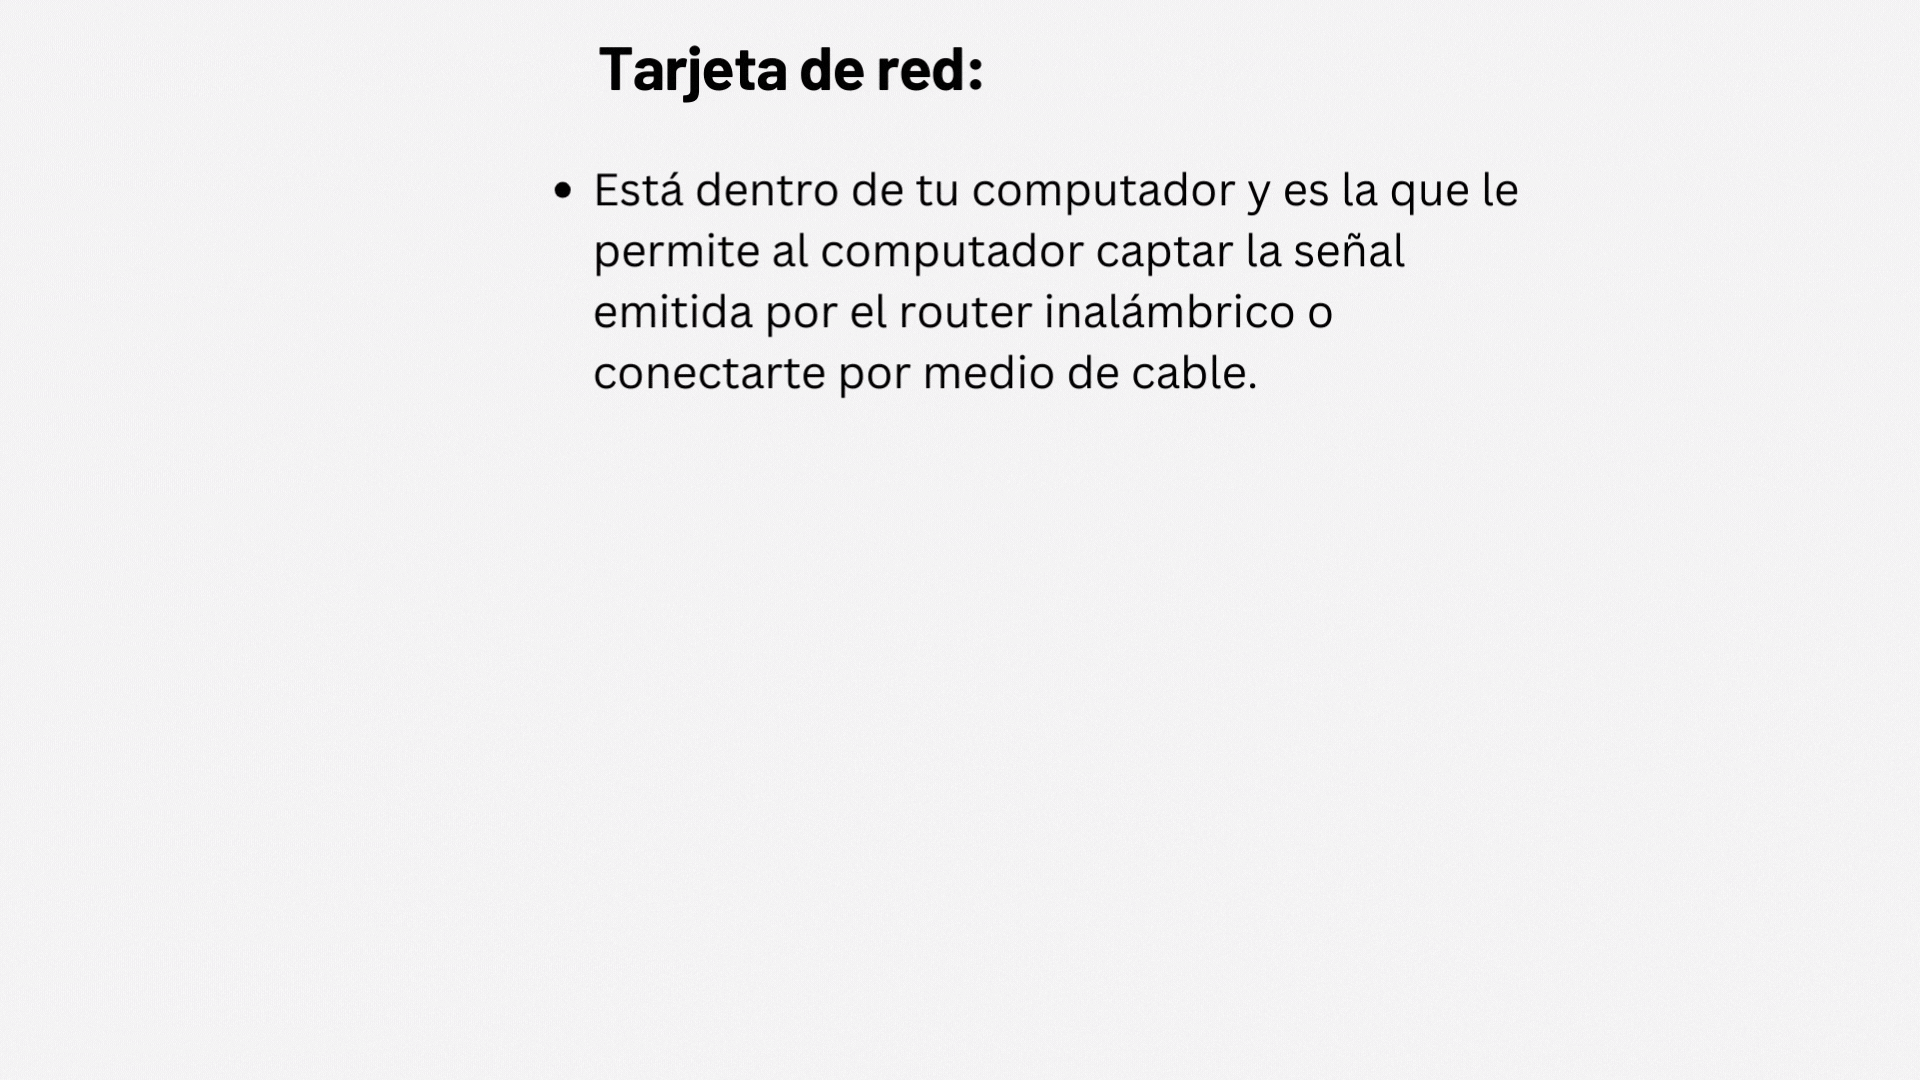 Tarjeta de red:
• Está dentro de tu computador y es la que le
permite al computador captar la señal
emitida por el router inalámbrico o
conectarte por medio de cable.